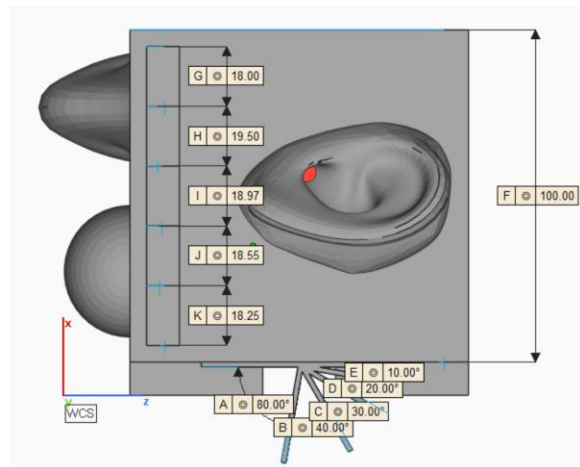 G ⌾ 18.00
H ⌾ 19.50
I ⌾ 18.97
F ⌾ 100.00
J ⌾ 18.55
K ⌾ 18.25
x
E ⌾ 10.00°
D ⌾ 20.00°
y z
A ⌾ 80.00°
C ⌾ 30.00°
WCS
B ⌾ 40.00°